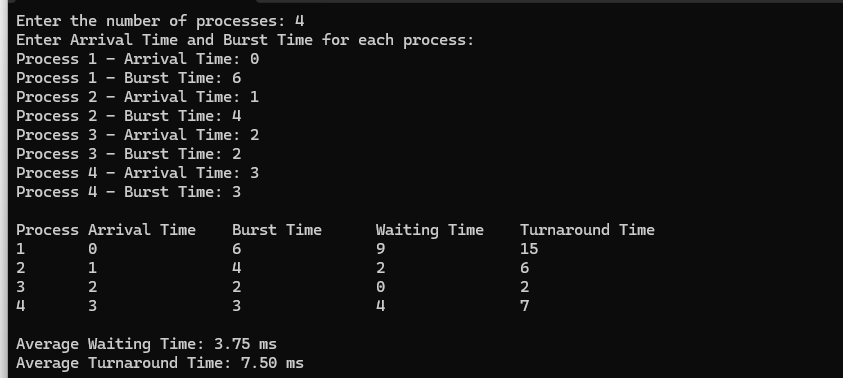 Enter the number of processes: 4
Enter Arrival Time and Burst Time for each process:
Process 1 - Arrival Time: 0
Process 1 - Burst Time: 6
Process 2 - Arrival Time: 1
Process 2 - Burst Time: 4
Process 3 - Arrival Time: 2
Process 3 - Burst Time: 2
Process 4 - Arrival Time: 3
Process 4 - Burst Time: 3
Process Arrival Time    Burst Time      Waiting Time    Turnaround Time
1       0               6               9               15
2       1               4               2               6
3       2               2               0               2
4       3               3               4               7
Average Waiting Time: 3.75 ms
Average Turnaround Time: 7.50 ms